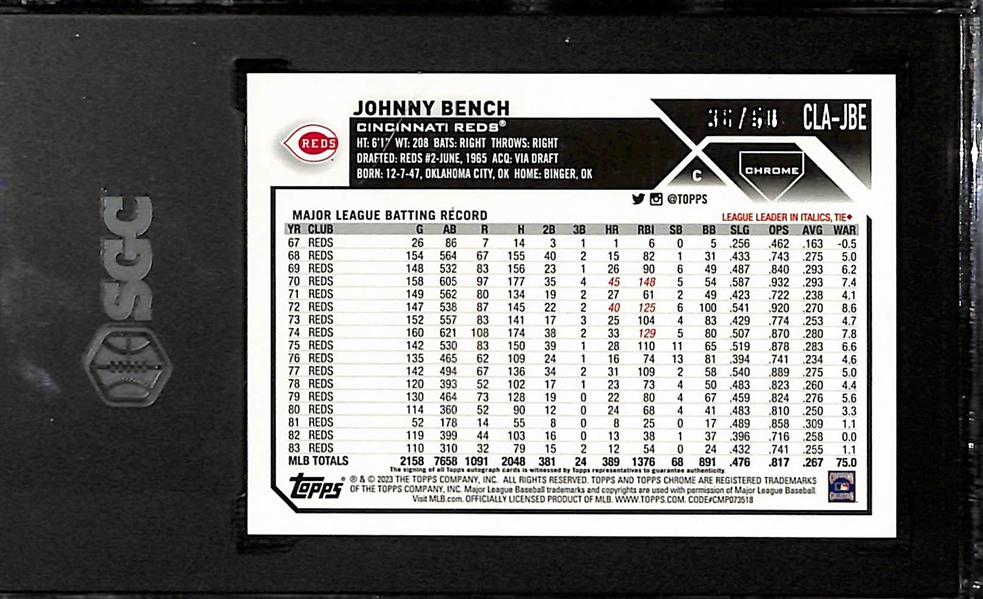 SGC
JOHNNY BENCH
CINCINNATI REDS®
REDS
HT: 6'1" WT: 208 BATS: RIGHT THROWS: RIGHT
DRAFTED: REDS #2-JUNE, 1965 ACQ: VIA DRAFT
BORN: 12-7-47, OKLAHOMA CITY, OK HOME: BINGER, OK
CLA-JBE
C
CHROME
@TOPPS
MAJOR LEAGUE BATTING RECORD
LEAGUE LEADER IN ITALICS, TIE◆
YR CLUB G AB R H 2B 3B HR RBI SB BB SLG OPS AVG WAR
67 REDS 26 86 7 14 3 1 1 6 0 5 .256 .462 .163 -0.5
68 REDS 154 564 67 155 40 2 15 82 1 31 .433 .743 .275 5.0
69 REDS 148 532 83 156 23 1 26 90 6 49 .487 .840 .293 6.2
70 REDS 158 605 97 177 35 4 45 148 5 54 .587 .932 .293 7.4
71 REDS 149 562 80 134 19 2 27 61 2 49 .423 .722 .238 4.1
72 REDS 147 538 87 145 22 2 40 125 6 100 .541 .920 .270 8.6
73 REDS 152 557 83 141 17 3 25 104 4 83 .429 .774 .253 4.7
74 REDS 160 621 108 174 38 2 33 129 5 80 .507 .870 .280 7.8
75 REDS 142 530 83 150 39 1 28 110 11 65 .519 .878 .283 6.6
76 REDS 135 465 62 109 24 1 16 74 13 81 .394 .741 .234 4.6
77 REDS 142 494 67 136 34 2 31 109 2 58 .540 .889 .275 5.0
78 REDS 120 393 52 102 17 1 23 73 4 50 .483 .823 .260 4.4
79 REDS 130 464 73 128 19 0 22 80 4 67 .459 .824 .276 5.6
80 REDS 114 360 52 90 12 0 24 68 4 41 .483 .810 .250 3.3
81 REDS 52 178 14 55 8 0 8 25 0 17 .489 .858 .309 1.1
82 REDS 119 399 44 103 16 0 13 38 1 37 .396 .716 .258 0.0
83 REDS 110 310 32 79 15 2 12 54 0 24 .432 .741 .255 1.1
MLB TOTALS 2158 7658 1091 2048 381 24 389 1376 68 891 .476 .817 .267 75.0
The signing of all Topps autograph cards is witnessed by Topps representatives to guarantee authenticity.
Topps ® & © 2023 THE TOPPS COMPANY, INC. ALL RIGHTS RESERVED. TOPPS AND TOPPS CHROME ARE REGISTERED TRADEMARKS
OF THE TOPPS COMPANY, INC. Major League Baseball trademarks and copyrights are used with permission of Major League Baseball.
Visit MLB.com. OFFICIALLY LICENSED PRODUCT OF MLB. WWW.TOPPS.COM. CODE#CMP073518